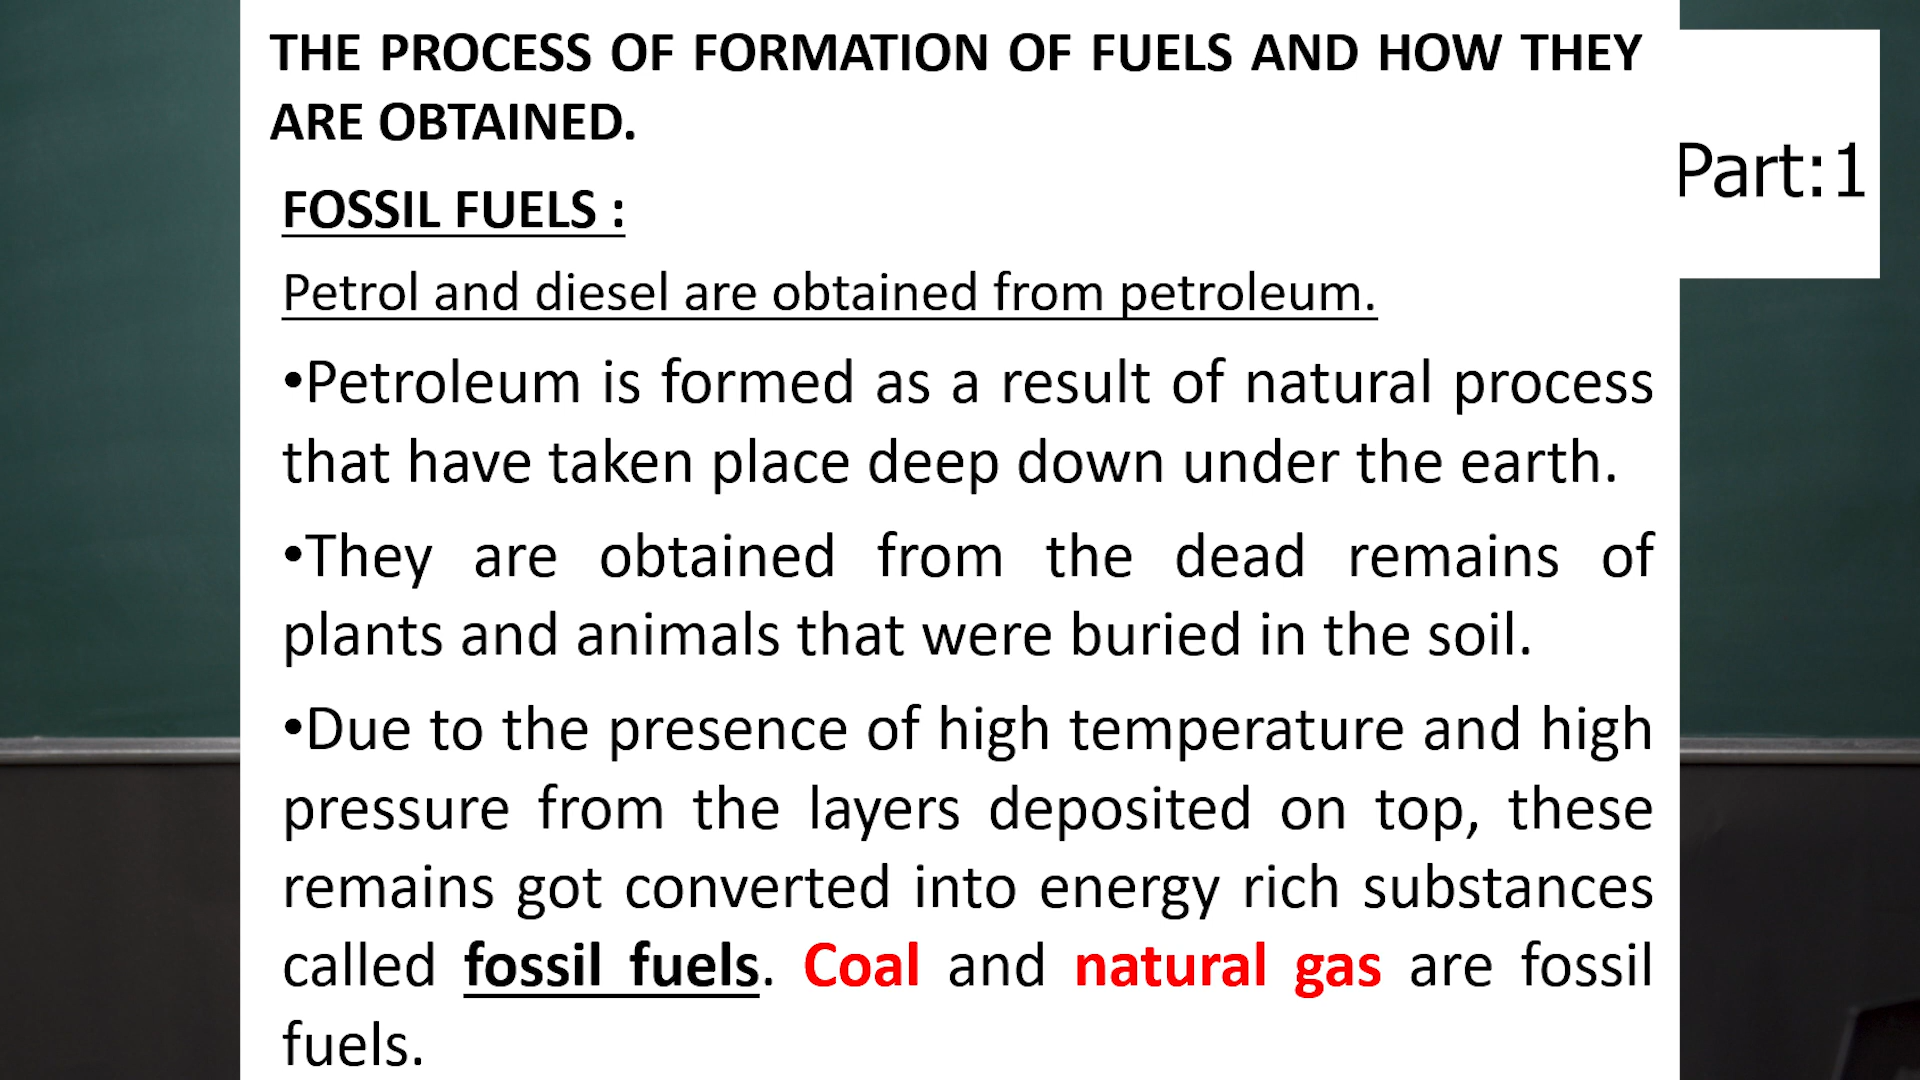 THE PROCESS OF FORMATION OF FUELS AND HOW THEY
ARE OBTAINED.
Part:1
FOSSIL FUELS :
Petrol and diesel are obtained from petroleum.
•Petroleum is formed as a result of natural process
that have taken place deep down under the earth.
•They are obtained from the dead remains of
plants and animals that were buried in the soil.
•Due to the presence of high temperature and high
pressure from the layers deposited on top, these
remains got converted into energy rich substances
called fossil fuels. Coal and natural gas are fossil
fuels.